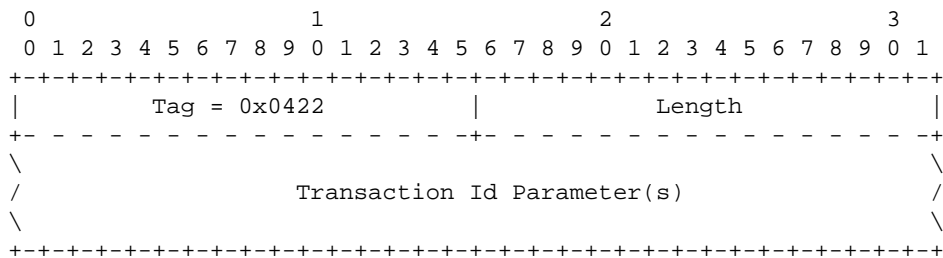 0                   1                   2                   3
 0 1 2 3 4 5 6 7 8 9 0 1 2 3 4 5 6 7 8 9 0 1 2 3 4 5 6 7 8 9 0 1
+-+-+-+-+-+-+-+-+-+-+-+-+-+-+-+-+-+-+-+-+-+-+-+-+-+-+-+-+-+-+-+-+
|         Tag = 0x0422          |            Length             |
+- - - - - - - - - - - - - - - -+- - - - - - - - - - - - - - - -+
\                                                               \
/                   Transaction Id Parameter(s)                 /
\                                                               \
+-+-+-+-+-+-+-+-+-+-+-+-+-+-+-+-+-+-+-+-+-+-+-+-+-+-+-+-+-+-+-+-+